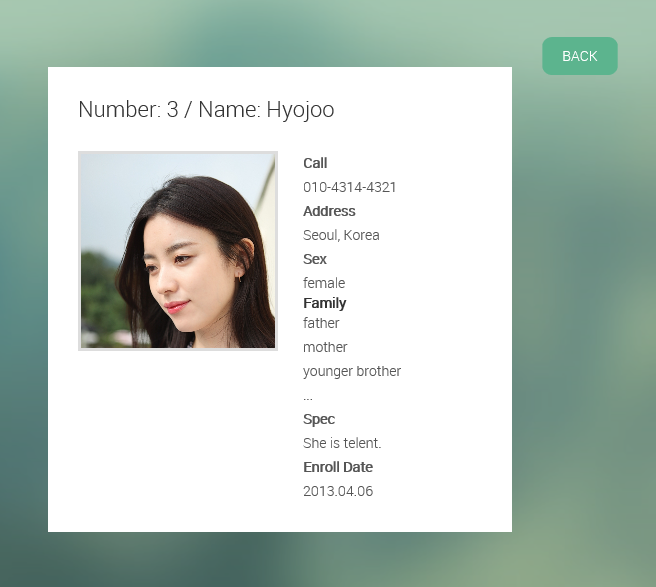 BACK
Number: 3 / Name: Hyojoo
Call
010-4314-4321
Address
Seoul, Korea
Sex
female
Family
father
mother
younger brother
...
Spec
She is telent.
Enroll Date
2013.04.06